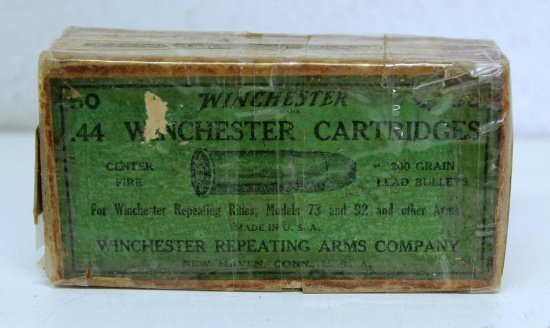 WINCHESTER
.44 WINCHESTER CARTRIDGES
CENTER FIRE
200 GRAIN LEAD BULLETS
For Winchester Repeating Rifles, Models 73 and 92 and other Arms
MADE IN U. S. A.
WINCHESTER REPEATING ARMS COMPANY
NEW HAVEN, CONN., U. S. A.